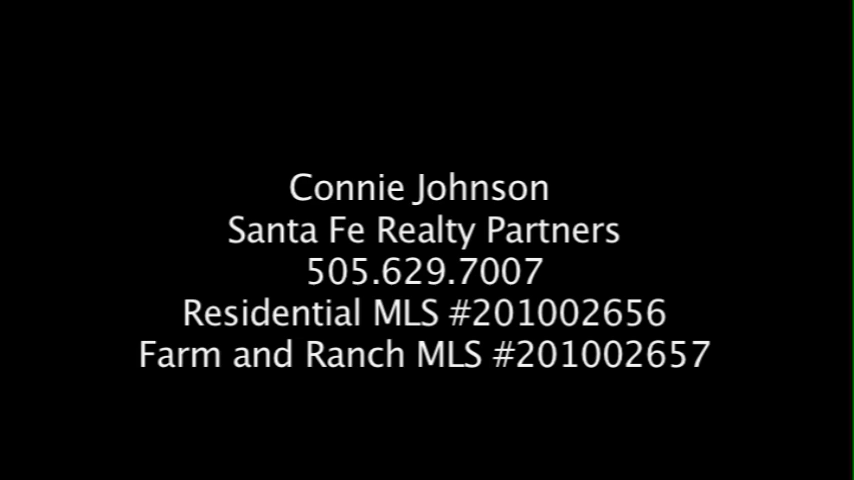 Connie Johnson
Santa Fe Realty Partners
505.629.7007
Residential MLS #201002656
Farm and Ranch MLS #201002657